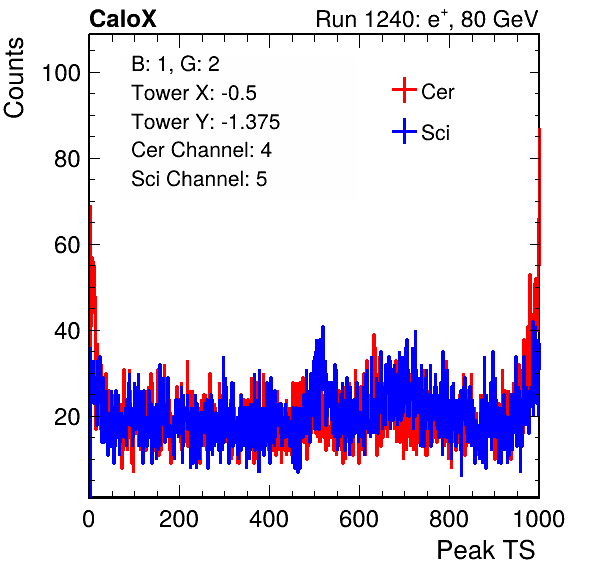 CaloX Run 1240: e⁺, 80 GeV
Counts
B: 1, G: 2
Tower X: -0.5
Tower Y: -1.375
Cer Channel: 4
Sci Channel: 5
Cer
Sci
100
80
60
40
20
0 200 400 600 800 1000
Peak TS